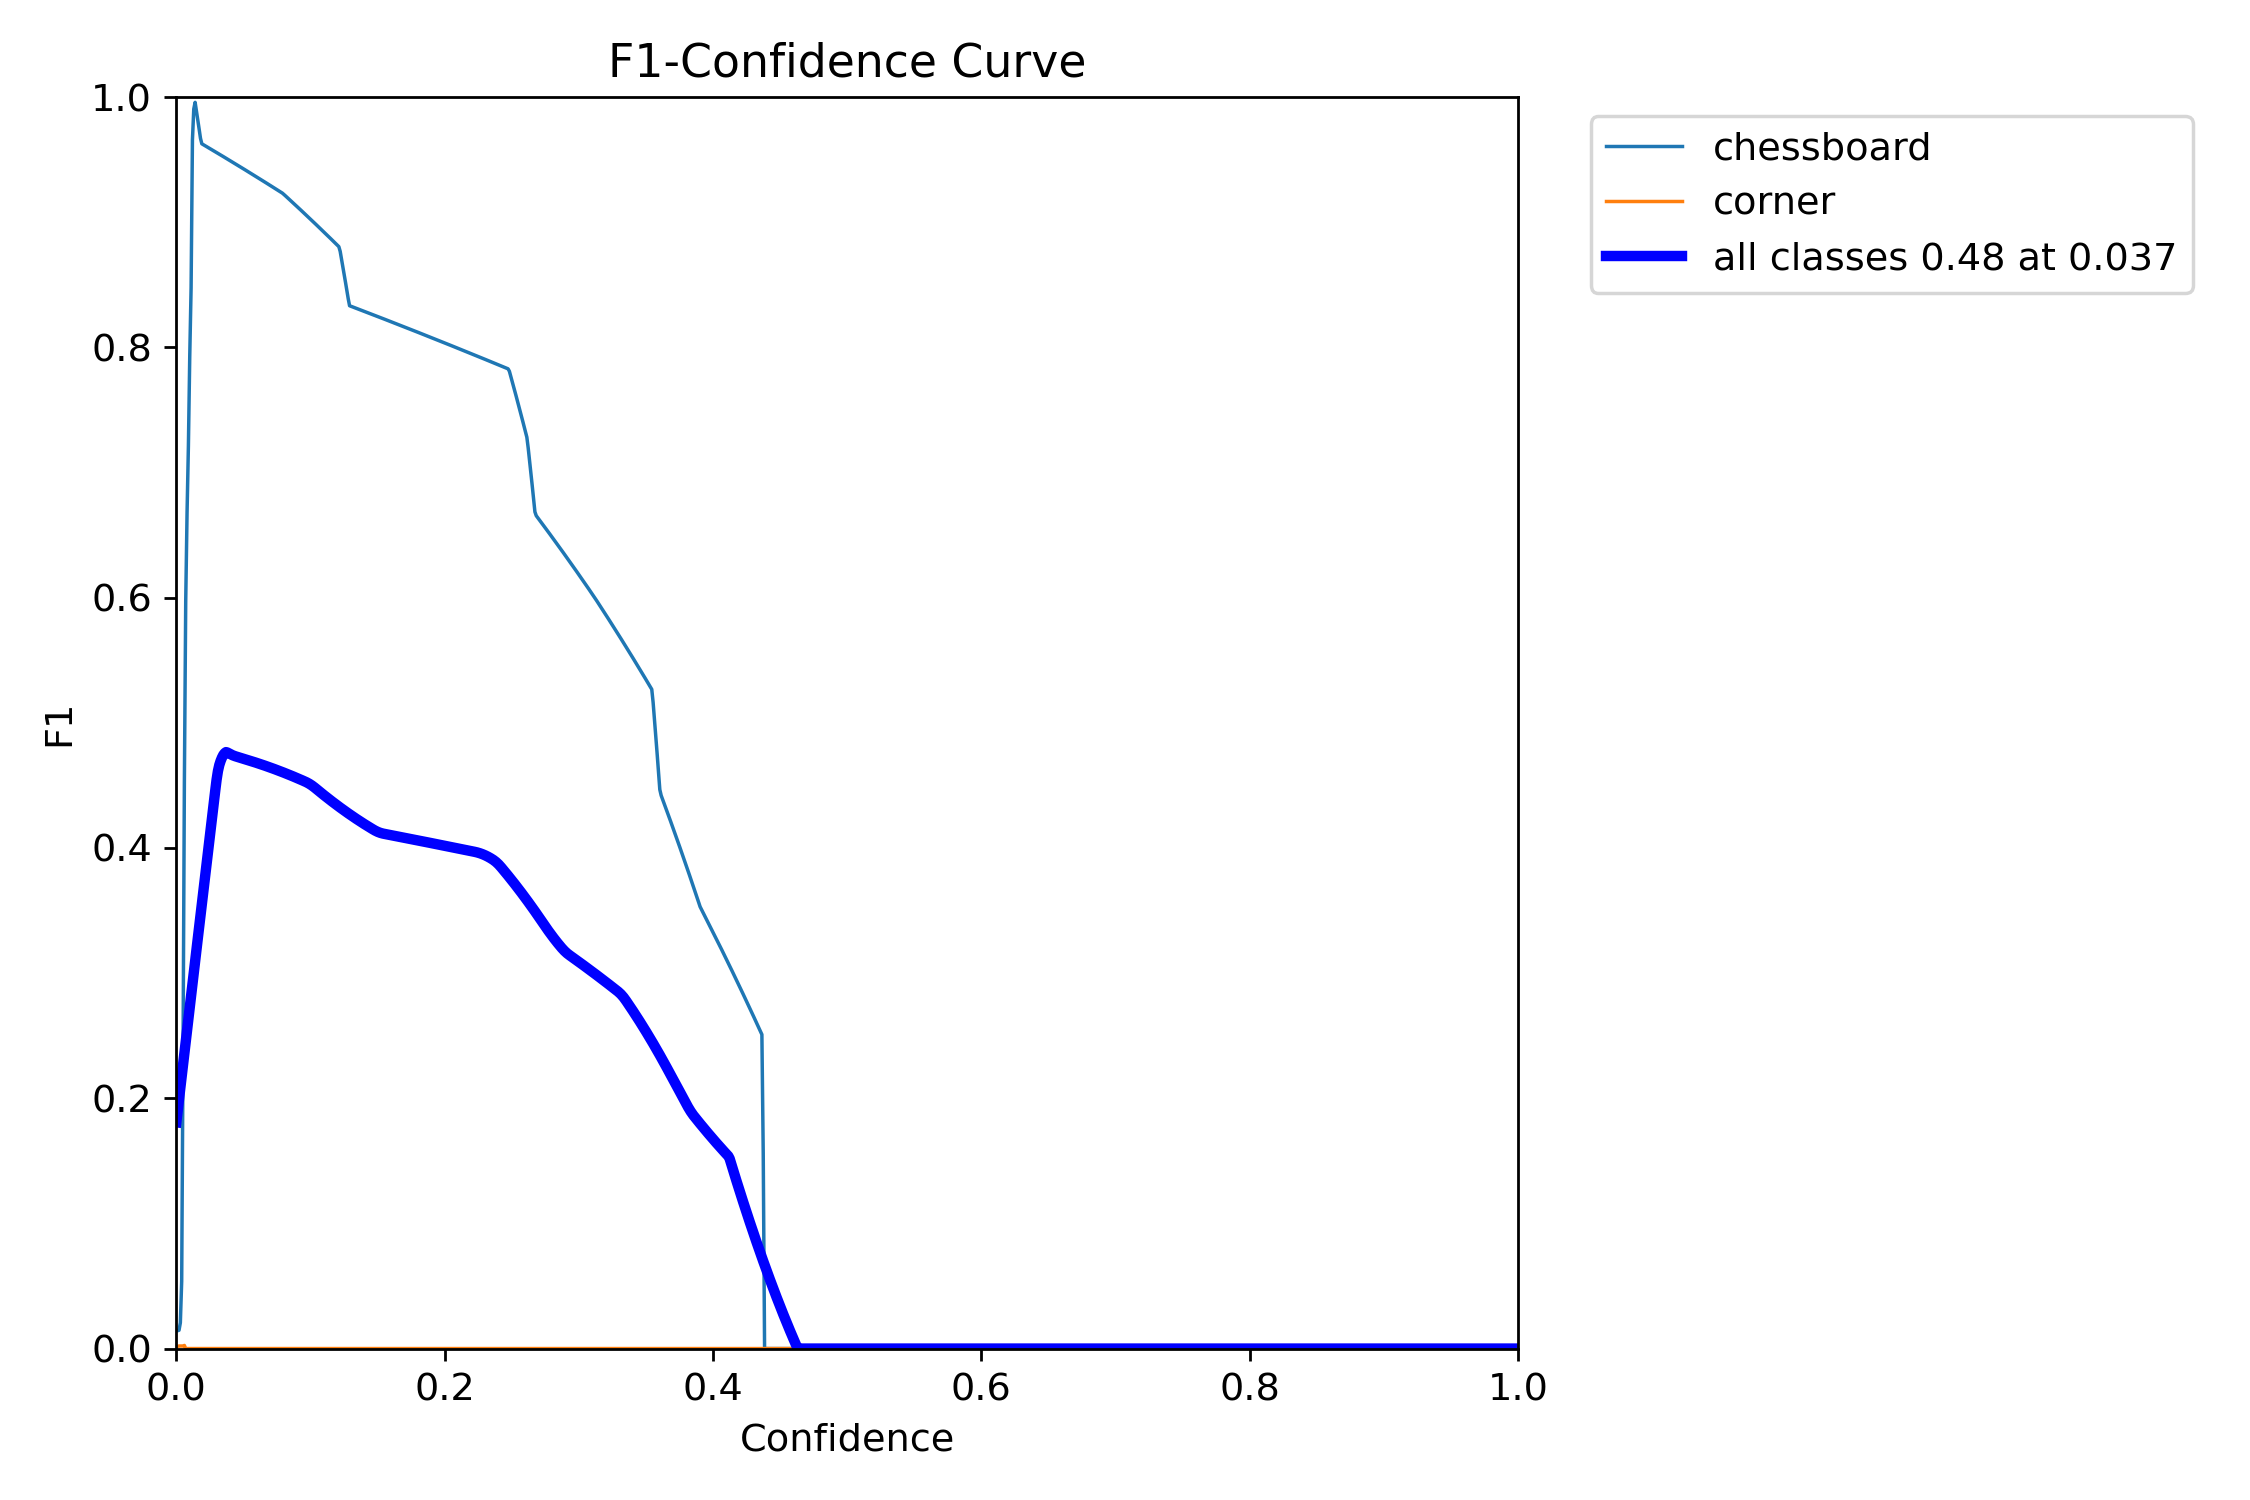 F1-Confidence Curve
1.0
0.8
0.6
0.4
0.2
0.0
F1
0.0 0.2 0.4 0.6 0.8 1.0
Confidence
chessboard
corner
all classes 0.48 at 0.037